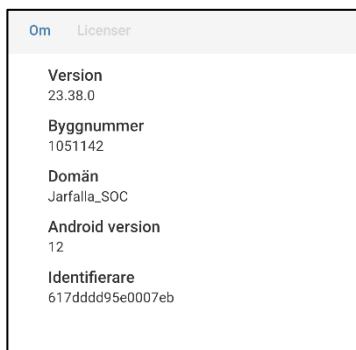 Om Licenser
Version
23.38.0
Byggnummer
1051142
Domän
Jarfalla_SOC
Android version
12
Identifierare
617dddd95e0007eb